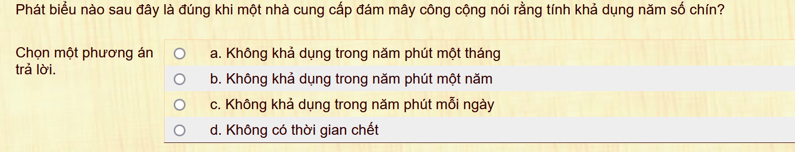 Phát biểu nào sau đây là đúng khi một nhà cung cấp đám mây công cộng nói rằng tính khả dụng năm số chín?
Chọn một phương án
trả lời.
a. Không khả dụng trong năm phút một tháng
b. Không khả dụng trong năm phút một năm
c. Không khả dụng trong năm phút mỗi ngày
d. Không có thời gian chết